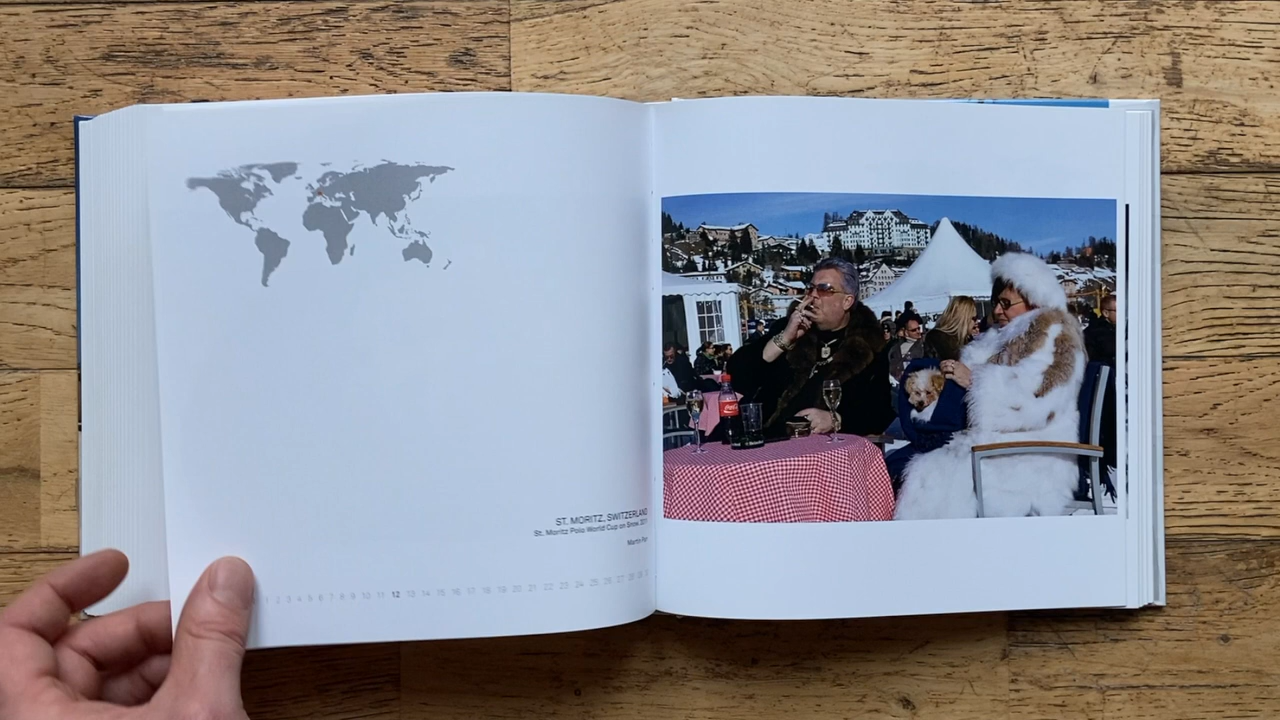 ST. MORITZ, SWITZERLAND
St. Moritz Polo World Cup on Snow, 2011
Martin Parr
1 2 3 4 5 6 7 8 9 10 11 12 13 14 15 16 17 18 19 20 21 22 23 24 25 26 27 28 29
Coca-Cola